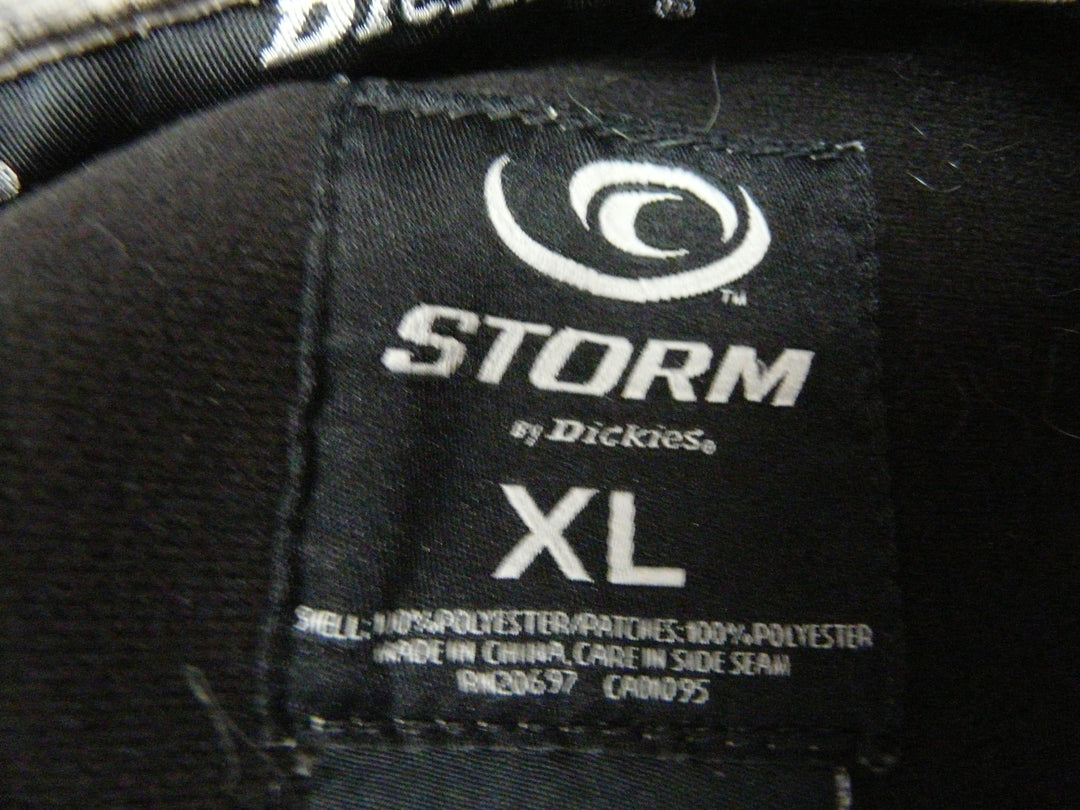 TM
STORM
By Dickies®
XL
SHELL: 100% POLYESTER/PATCHES: 100% POLYESTER
MADE IN CHINA. CARE IN SIDE SEAM
RN20697 CA01095